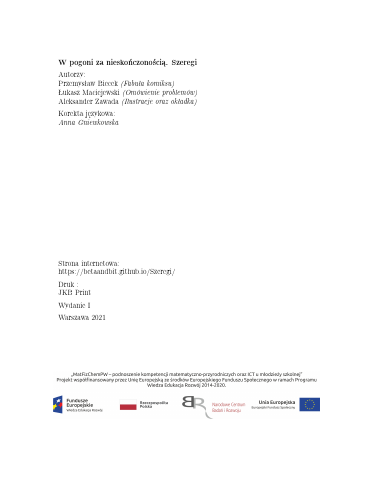 W pogoni za nieskończonością. Szeregi
Autorzy:
Przemysław Biecek (Fabuła komiksu)
Łukasz Maciejewski (Omówienie problemów)
Aleksander Zawada (Ilustracje oraz okładka)
Korekta językowa:
Anna Gniewkowska
Strona internetowa:
https://betaandbit.github.io/Szeregi/
Druk :
JKB Print
Wydanie I
Warszawa 2021
„MatFizChemPW – podnoszenie kompetencji matematyczno-przyrodniczych oraz ICT u młodzieży szkolnej”
Projekt współfinansowany przez Unię Europejską ze środków Europejskiego Funduszu Społecznego w ramach Programu
Wiedza Edukacja Rozwój 2014-2020.
Fundusze
Europejskie
Wiedza Edukacja Rozwój
Rzeczpospolita
Polska
Narodowe Centrum
Badań i Rozwoju
Unia Europejska
Europejski Fundusz Społeczny